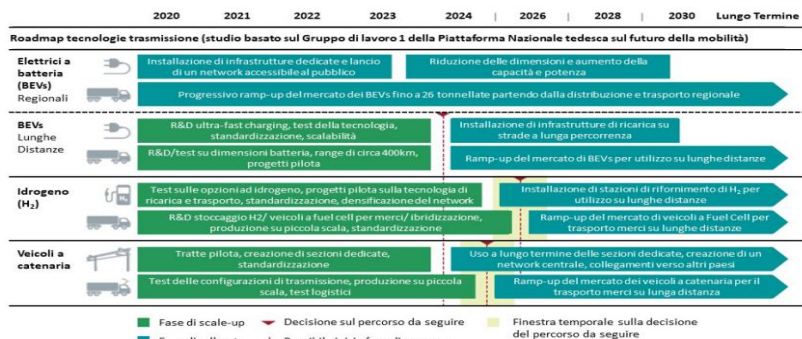 2020 2021 2022 2023 2024 2026 2028 2030 Lungo Termine
Roadmap tecnologie trasmissione (studio basato sul Gruppo di lavoro 1 della Piattaforma Nazionale tedesca sul futuro della mobilità)
Elettrici a
batteria
(BEVs)
Regionali
Installazione di infrastrutture dedicate e lancio
di un network accessibile al pubblico
Riduzione delle dimensioni e aumento della
capacità e potenza
Progressivo ramp-up del mercato dei BEVs fino a 26 tonnellate partendo dalla distribuzione e trasporto regionale
BEVs
Lunghe
Distanze
R&D ultra-fast charging, test della tecnologia,
standardizzazione, scalabilità
Installazione di infrastrutture di ricarica su
strade a lunga percorrenza
R&D/test su dimensioni batteria, range di circa 400km,
progetti pilota
Ramp-up del mercato di BEVs per utilizzo su lunghe distanze
Idrogeno
(H₂)
Test sulle opzioni ad idrogeno, progetti pilota sulla tecnologia di
ricarica e trasporto, standardizzazione, densificazione del network
Installazione di stazioni di rifornimento di H₂ per
utilizzo su lunghe distanze
R&D stoccaggio H2/ veicoli a fuel cell per merci/ ibridizzazione,
produzione su piccola scala, standardizzazione
Ramp-up del mercato di veicoli a Fuel Cell per
trasporto merci su lunghe distanze
Veicoli a
catenaria
Tratte pilota, creazione di sezioni dedicate,
standardizzazione
Uso a lungo termine delle sezioni dedicate, creazione di un
network centrale, collegamenti verso altri paesi
Test delle configurazioni di trasmissione, produzione su piccola
scala, test logistici
Ramp-up del mercato dei veicoli a catenaria per il
trasporto merci su lunga distanza
Fase di scale-up
Decisione sul percorso da seguire
Finestra temporale sulla decisione
del percorso da seguire